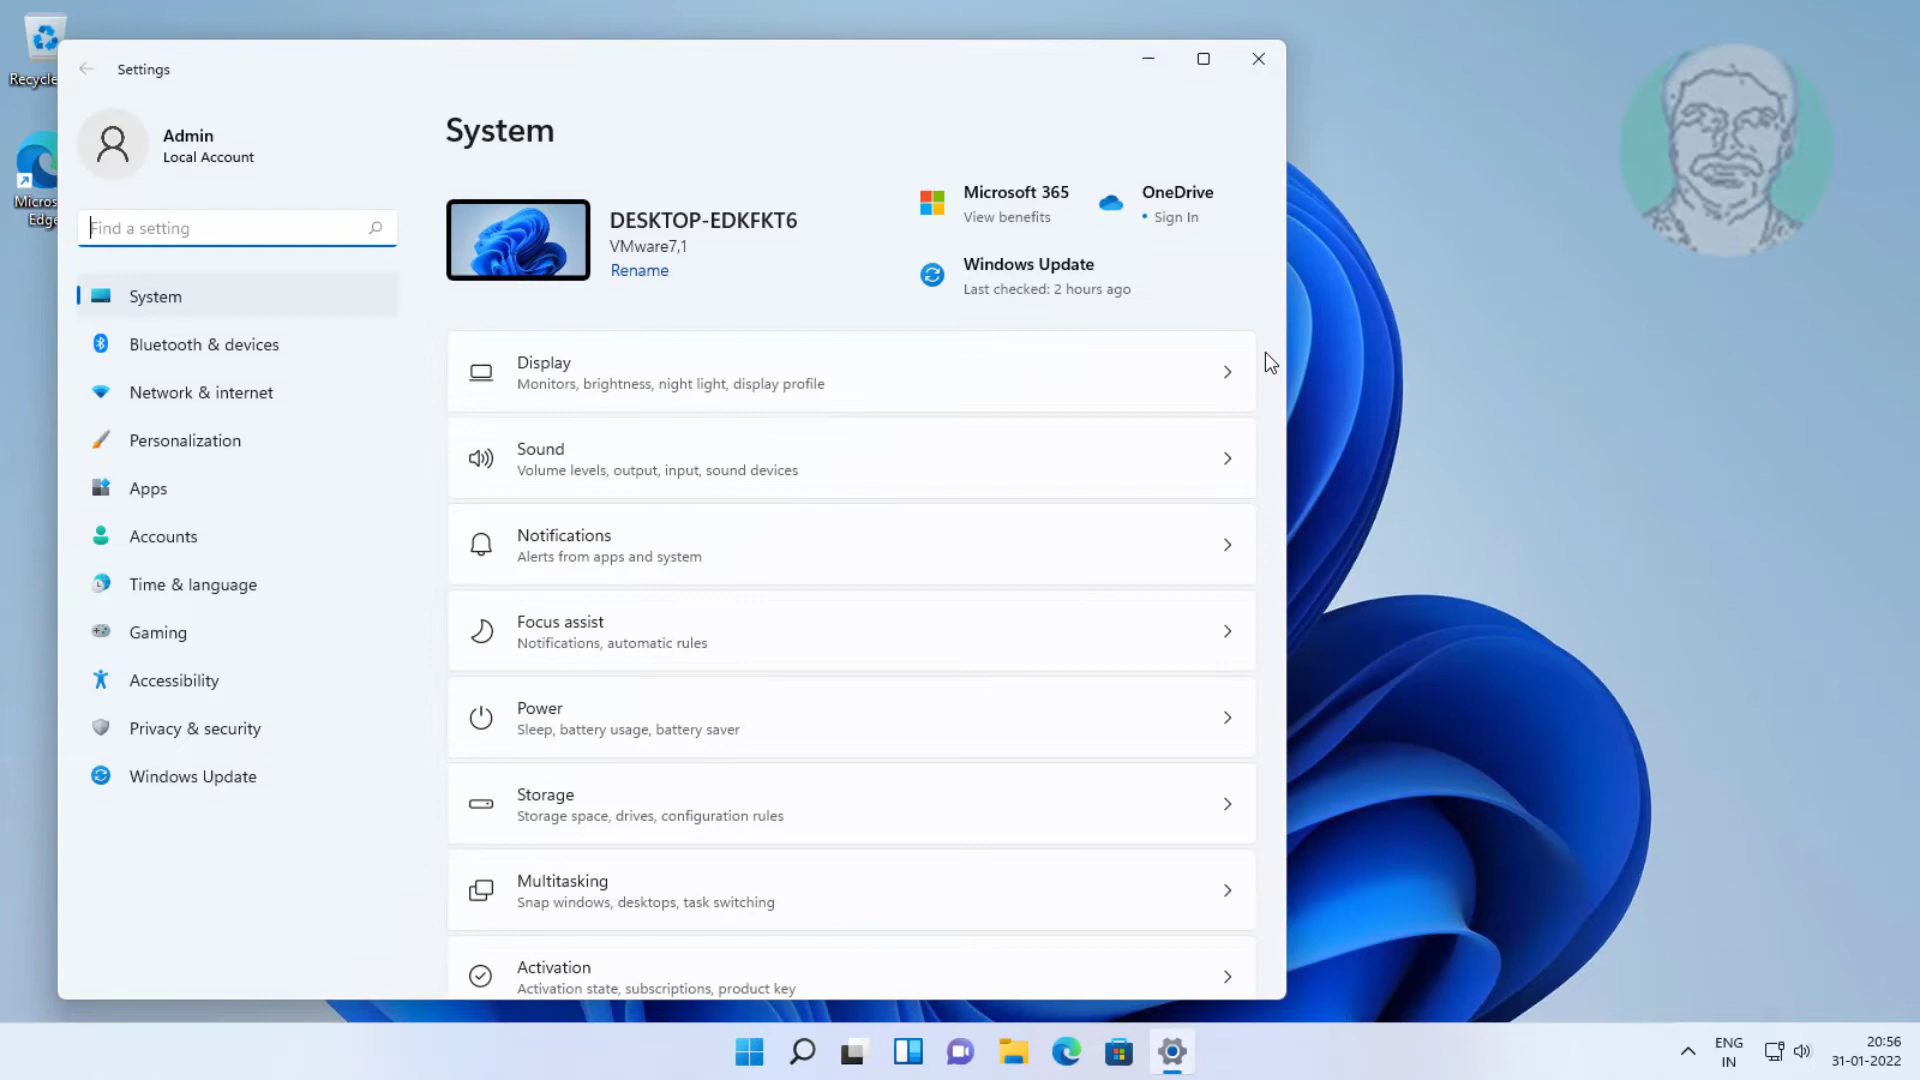 Recycle
Micros
Edge
Settings
Admin
Local Account
Find a setting
System
Bluetooth & devices
Network & internet
Personalization
Apps
Accounts
Time & language
Gaming
Accessibility
Privacy & security
Windows Update
System
DESKTOP-EDKFKT6
VMware7,1
Rename
Microsoft 365
View benefits
OneDrive
• Sign In
Windows Update
Last checked: 2 hours ago
Display
Monitors, brightness, night light, display profile
Sound
Volume levels, output, input, sound devices
Notifications
Alerts from apps and system
Focus assist
Notifications, automatic rules
Power
Sleep, battery usage, battery saver
Storage
Storage space, drives, configuration rules
Multitasking
Snap windows, desktops, task switching
Activation
Activation state, subscriptions, product key
ENG
IN
20:56
31-01-2022